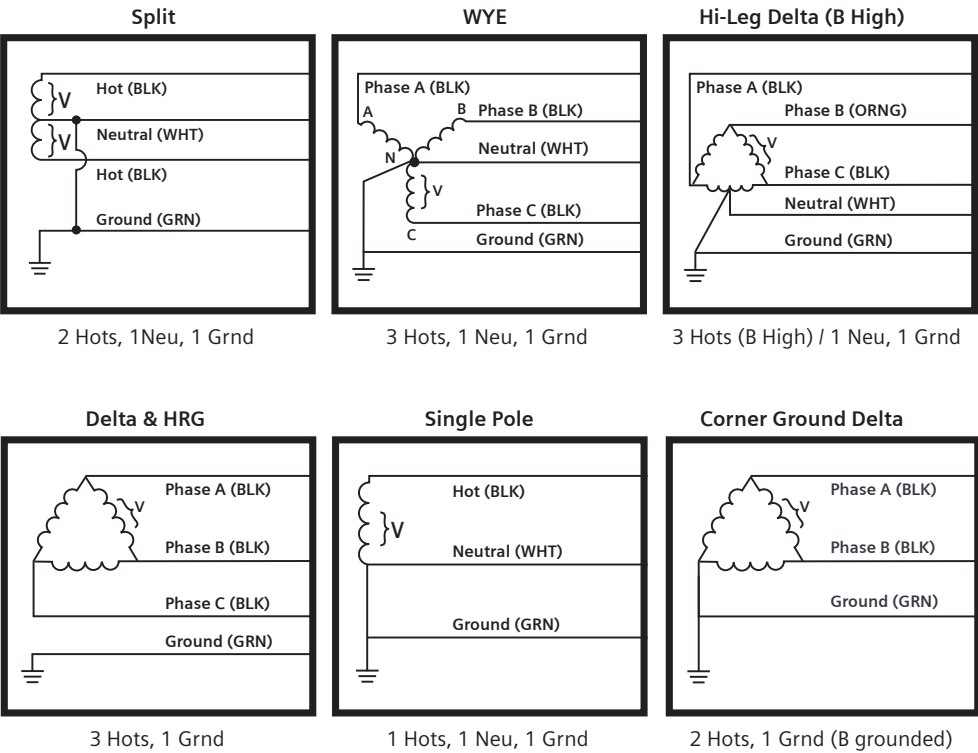 Split
Hot (BLK)
V
Neutral (WHT)
V
Hot (BLK)
Ground (GRN)
2 Hots, 1Neu, 1 Grnd
WYE
Phase A (BLK)
A
B
Phase B (BLK)
N
Neutral (WHT)
V
Phase C (BLK)
C
Ground (GRN)
3 Hots, 1 Neu, 1 Grnd
Hi-Leg Delta (B High)
Phase A (BLK)
Phase B (ORNG)
V
Phase C (BLK)
Neutral (WHT)
Ground (GRN)
3 Hots (B High) / 1 Neu, 1 Grnd
Delta & HRG
Phase A (BLK)
V
Phase B (BLK)
Phase C (BLK)
Ground (GRN)
3 Hots, 1 Grnd
Single Pole
Hot (BLK)
V
Neutral (WHT)
Ground (GRN)
1 Hots, 1 Neu, 1 Grnd
Corner Ground Delta
Phase A (BLK)
V
Phase B (BLK)
Ground (GRN)
2 Hots, 1 Grnd (B grounded)